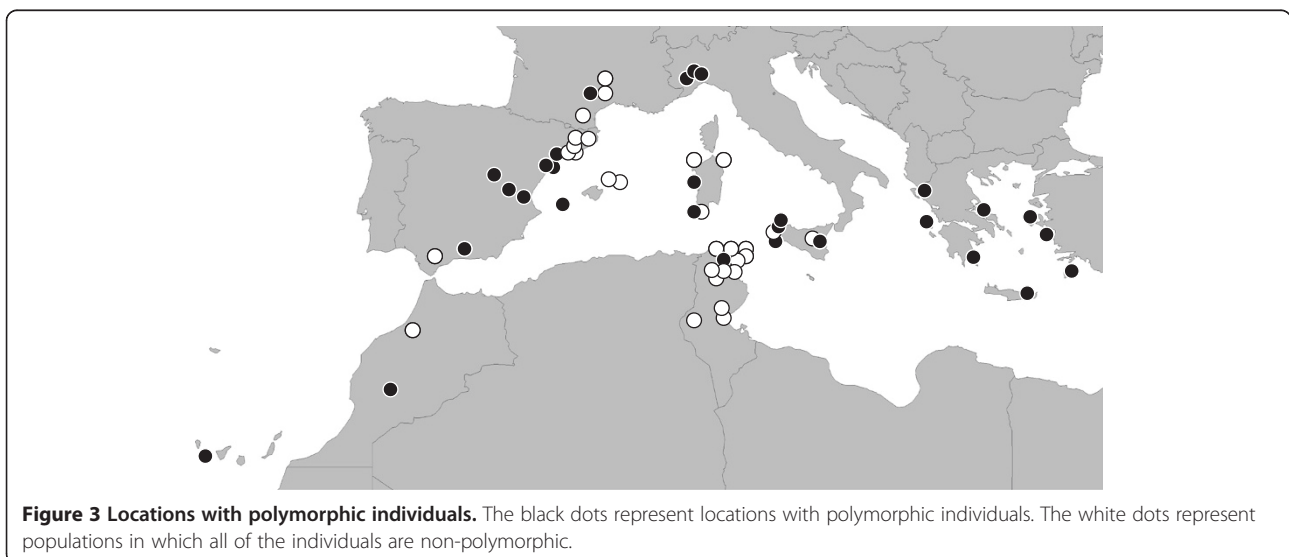 Figure 3 Locations with polymorphic individuals. The black dots represent locations with polymorphic individuals. The white dots represent
populations in which all of the individuals are non-polymorphic.